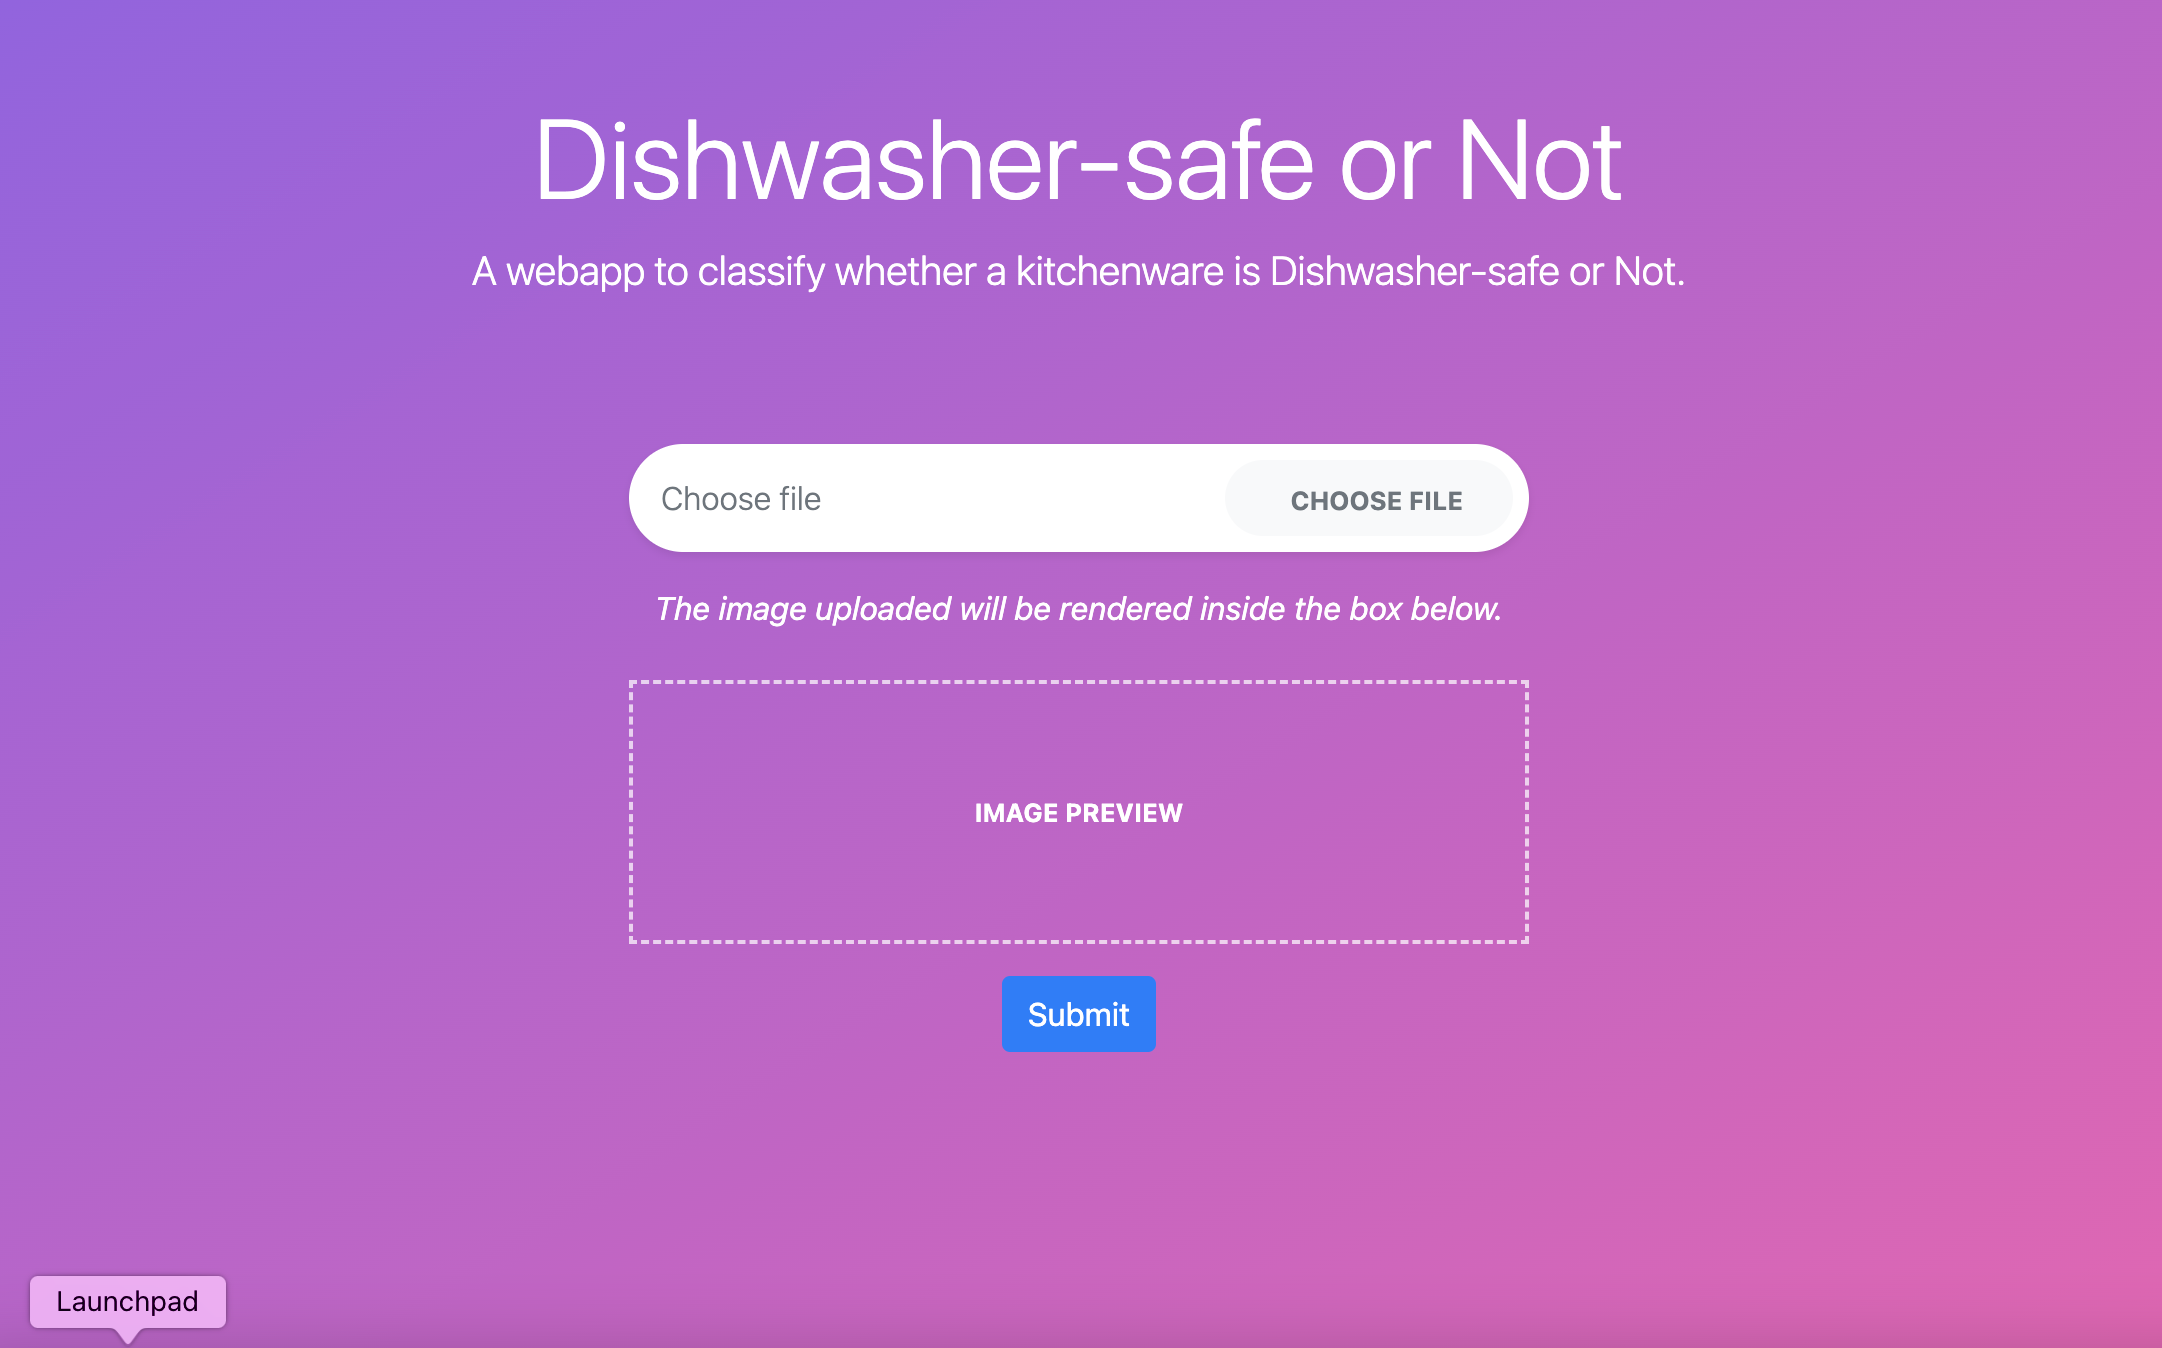 Dishwasher-safe or Not
A webapp to classify whether a kitchenware is Dishwasher-safe or Not.
Choose file
CHOOSE FILE
The image uploaded will be rendered inside the box below.
IMAGE PREVIEW
Submit
Launchpad